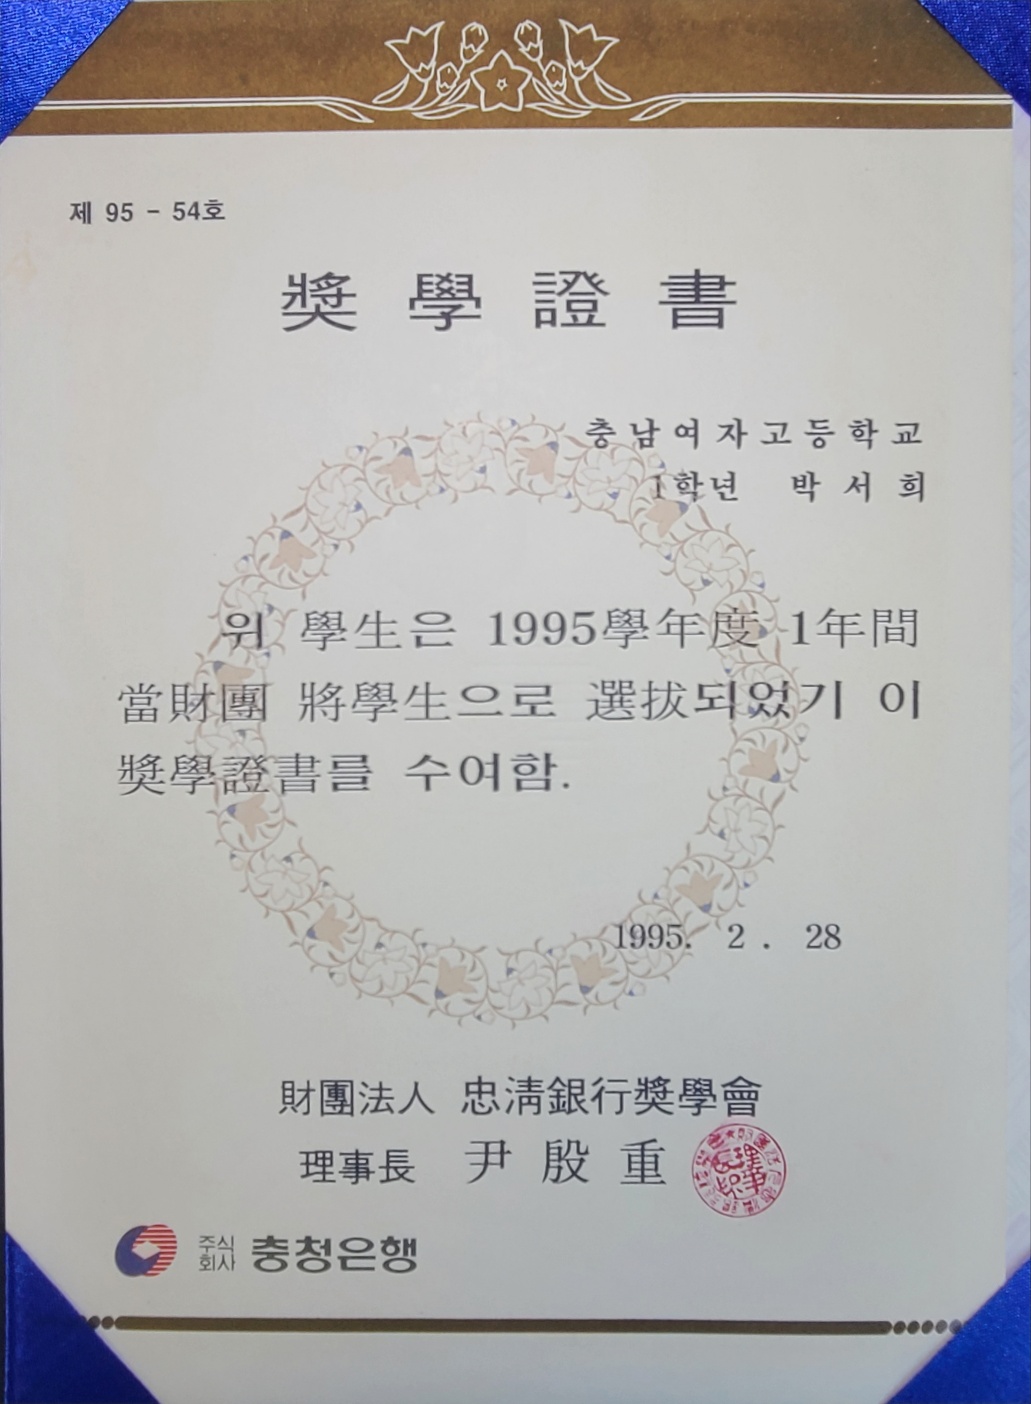 제 95 - 54호
獎學證書
충남여자고등학교
1학년 박서희
위 學生은 1995學年度 1年間
當財團 將學生으로 選拔되었기 이
獎學證書를 수여함.
1995. 2. 28
財團法人 忠淸銀行獎學會
理事長 尹殷重
주식
회사 충청은행